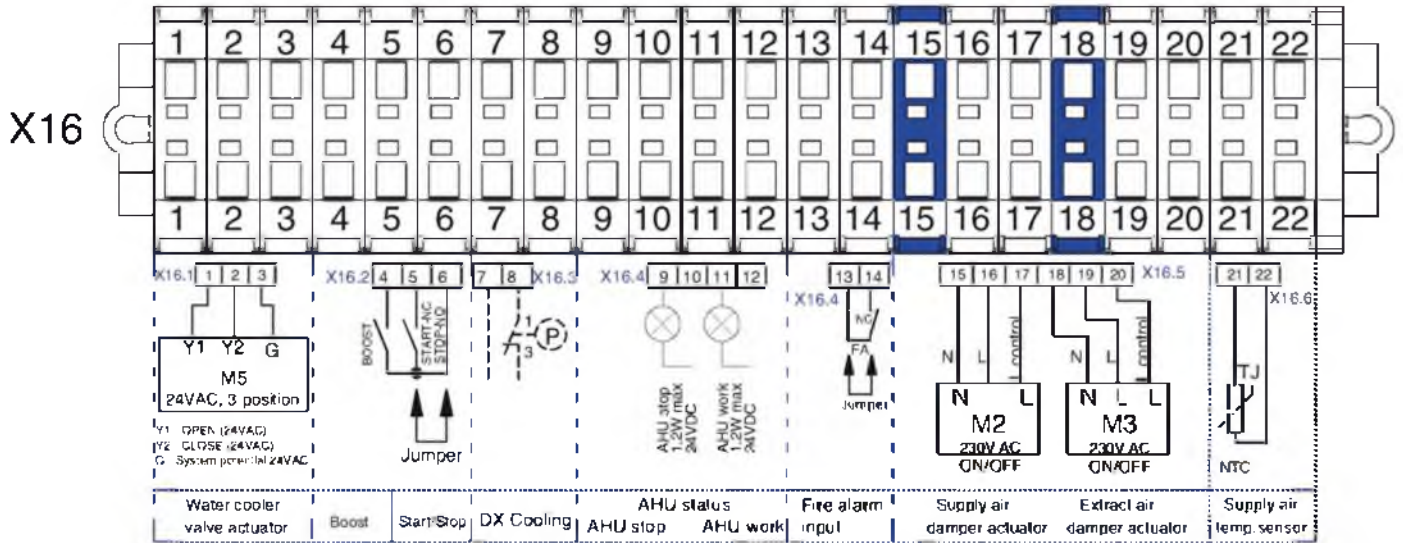 1 2 3 4 5 6 7 8 9 10 11 12 13 14 15 16 17 18 19 20 21 22
X16
1 2 3 4 5 6 7 8 9 10 11 12 13 14 15 16 17 18 19 20 21 22
X16.1 1 2 3
X16.2 4 5 6
7 8 X16.3
X16.4 9 10 11 12
13 14
X16.4
15 16 17 18 19 20 X16.5
21 22
X16.6
Y1 Y2 G
M5
24VAC, 3 position
Y1 OPEN (24VAC)
Y2 CLOSE (24VAC)
G System potential 24VAC
BOOST
START-NC
STOP-NO
Jumper
1
3
P
AHU stop
1.2W max
24VDC
AHU work
1.2W max
24VDC
FA
Jumper
N L L control
N L
M2
230V AC
ON/OFF
N L L control
N L L
M3
230V AC
ON/OFF
TJ
NTC
Water cooler
valve actuator
Boost
Start/Stop
DX Cooling
AHU status
AHU stop AHU work
Fire alarm
input
Supply air
damper actuator
Extract air
damper actuator
Supply air
temp. sensor